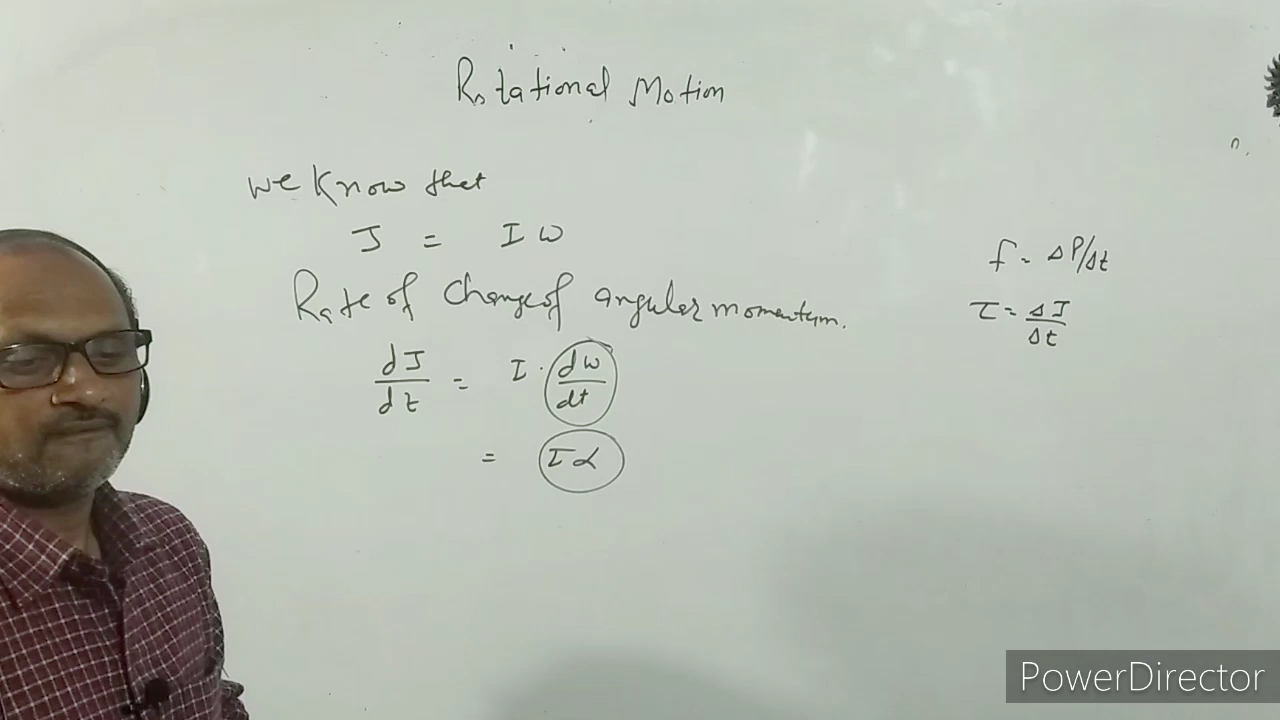 Rotational Motion
we know that
J = I ω
Rate of change of angular momentum.
dJ/dt = I · dω/dt
= Iα
f = ΔP/Δt
τ = ΔJ/Δt
PowerDirector